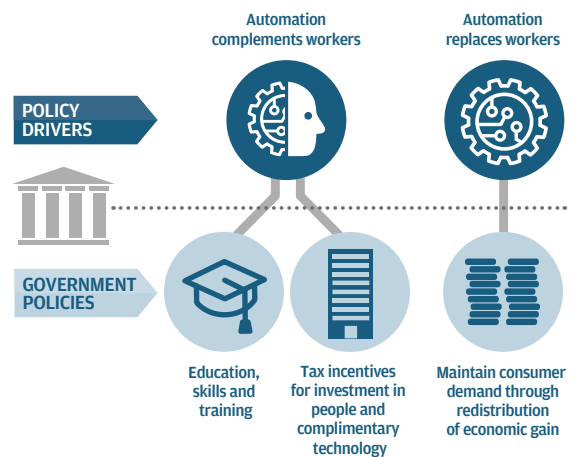 Automation
complements workers
Automation
replaces workers
POLICY
DRIVERS
GOVERNMENT
POLICIES
Education,
skills and
training
Tax incentives
for investment in
people and
complimentary
technology
Maintain consumer
demand through
redistribution
of economic gain